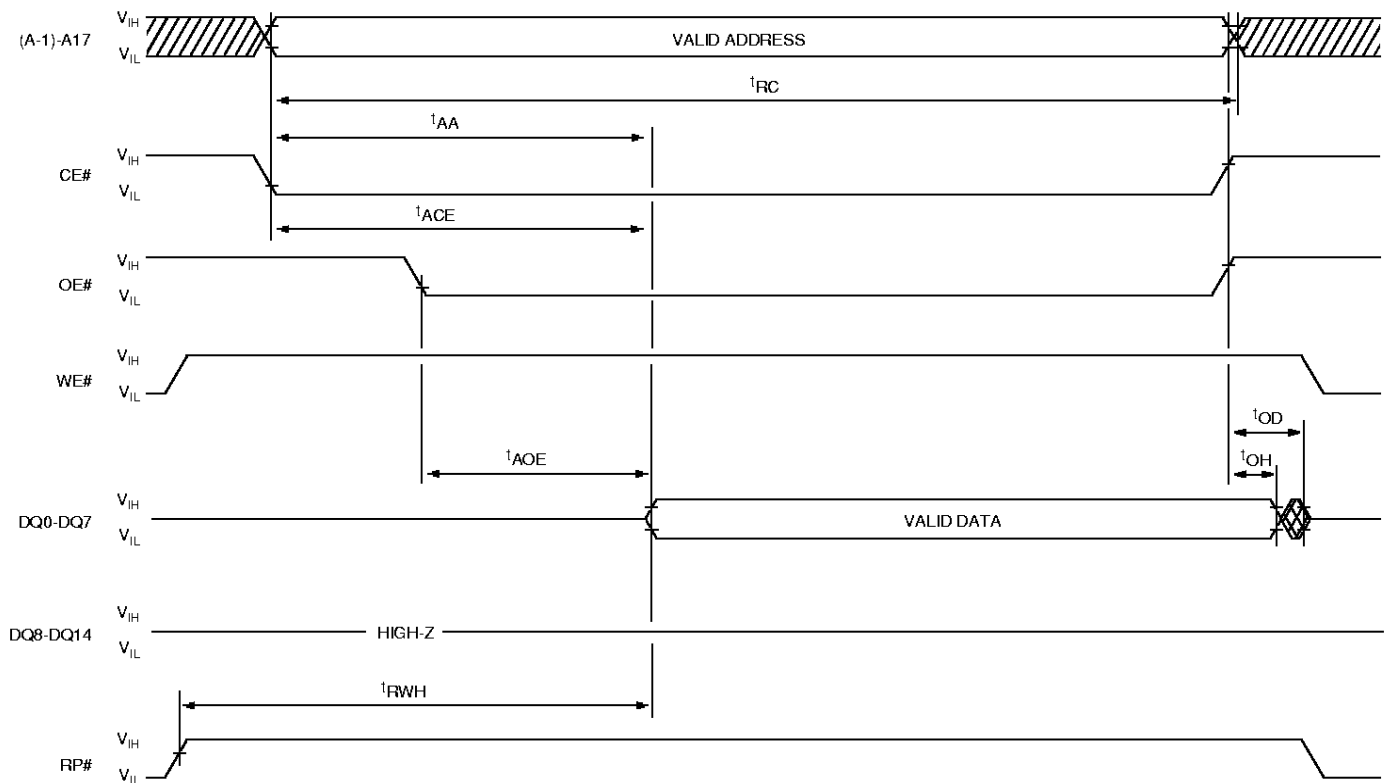 (A-1)-A17 VIH VIL VALID ADDRESS
tRC
tAA
CE# VIH VIL
tACE
OE# VIH VIL
WE# VIH VIL
tOD
tAOE tOH
DQ0-DQ7 VIH VIL VALID DATA
DQ8-DQ14 VIH VIL HIGH-Z
tRWH
RP# VIH VIL